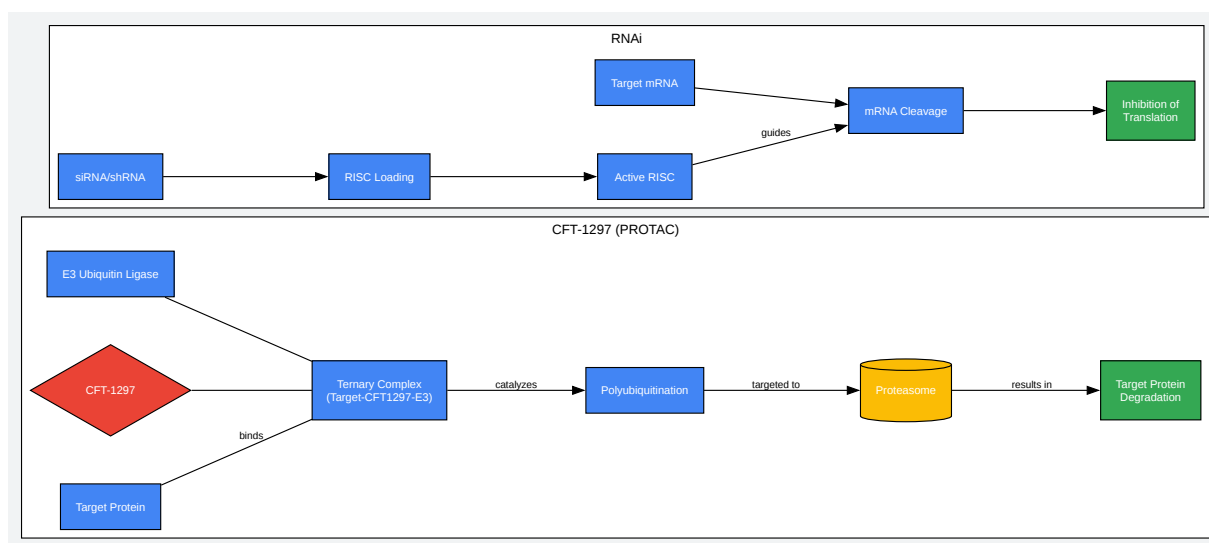 RNAi
Target mRNA
mRNA Cleavage
Inhibition of
Translation
guides
siRNA/shRNA
RISC Loading
Active RISC
CFT-1297 (PROTAC)
E3 Ubiquitin Ligase
CFT-1297
Ternary Complex
(Target-CFT1297-E3)
catalyzes
Polyubiquitination
targeted to
Proteasome
results in
Target Protein
Degradation
binds
Target Protein